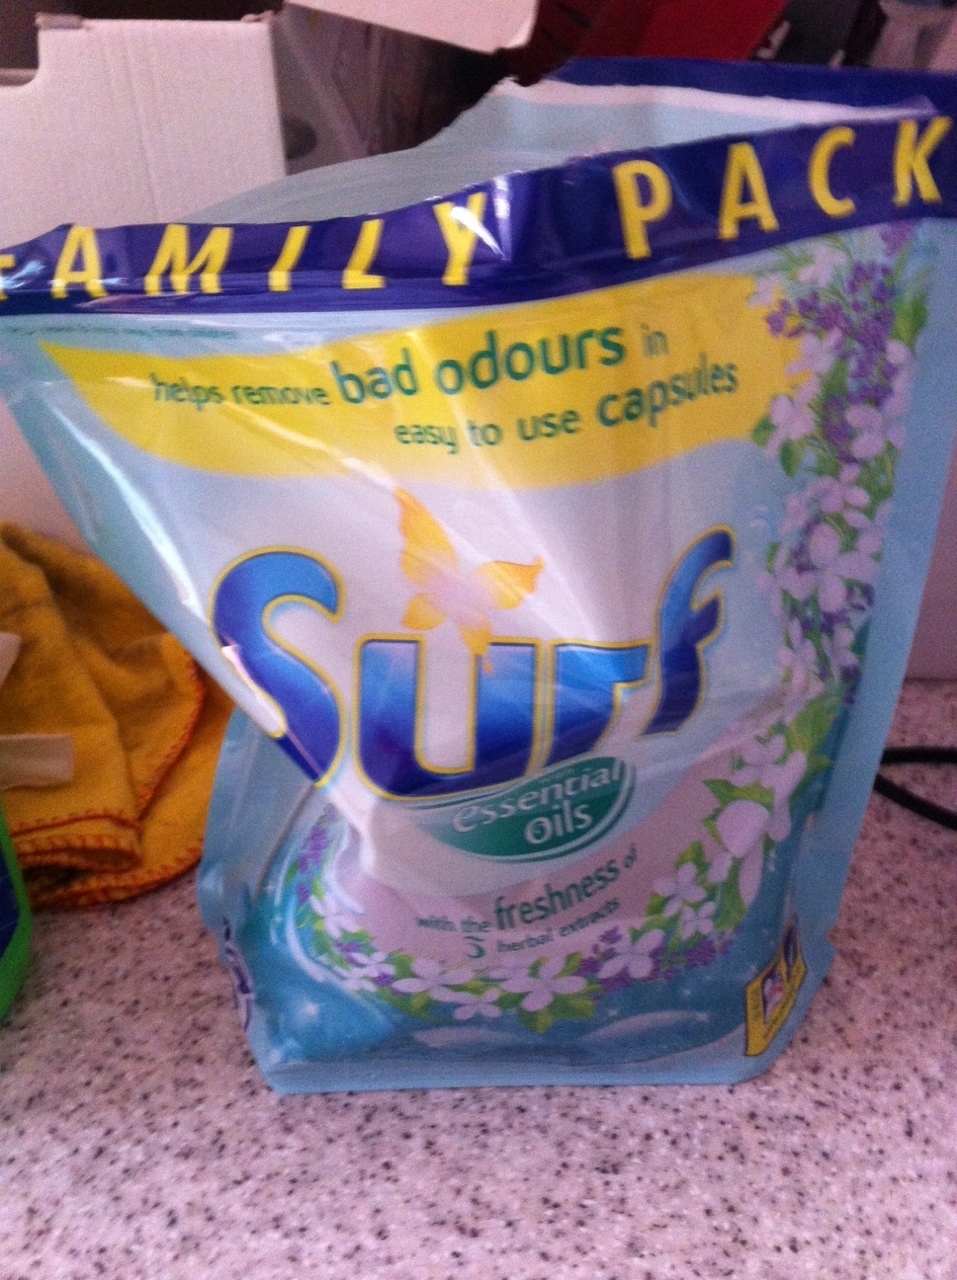 FAMILY PACK
helps remove bad odours in
easy to use capsules
Surf
essential
oils
with the freshness of
5 herbal extracts